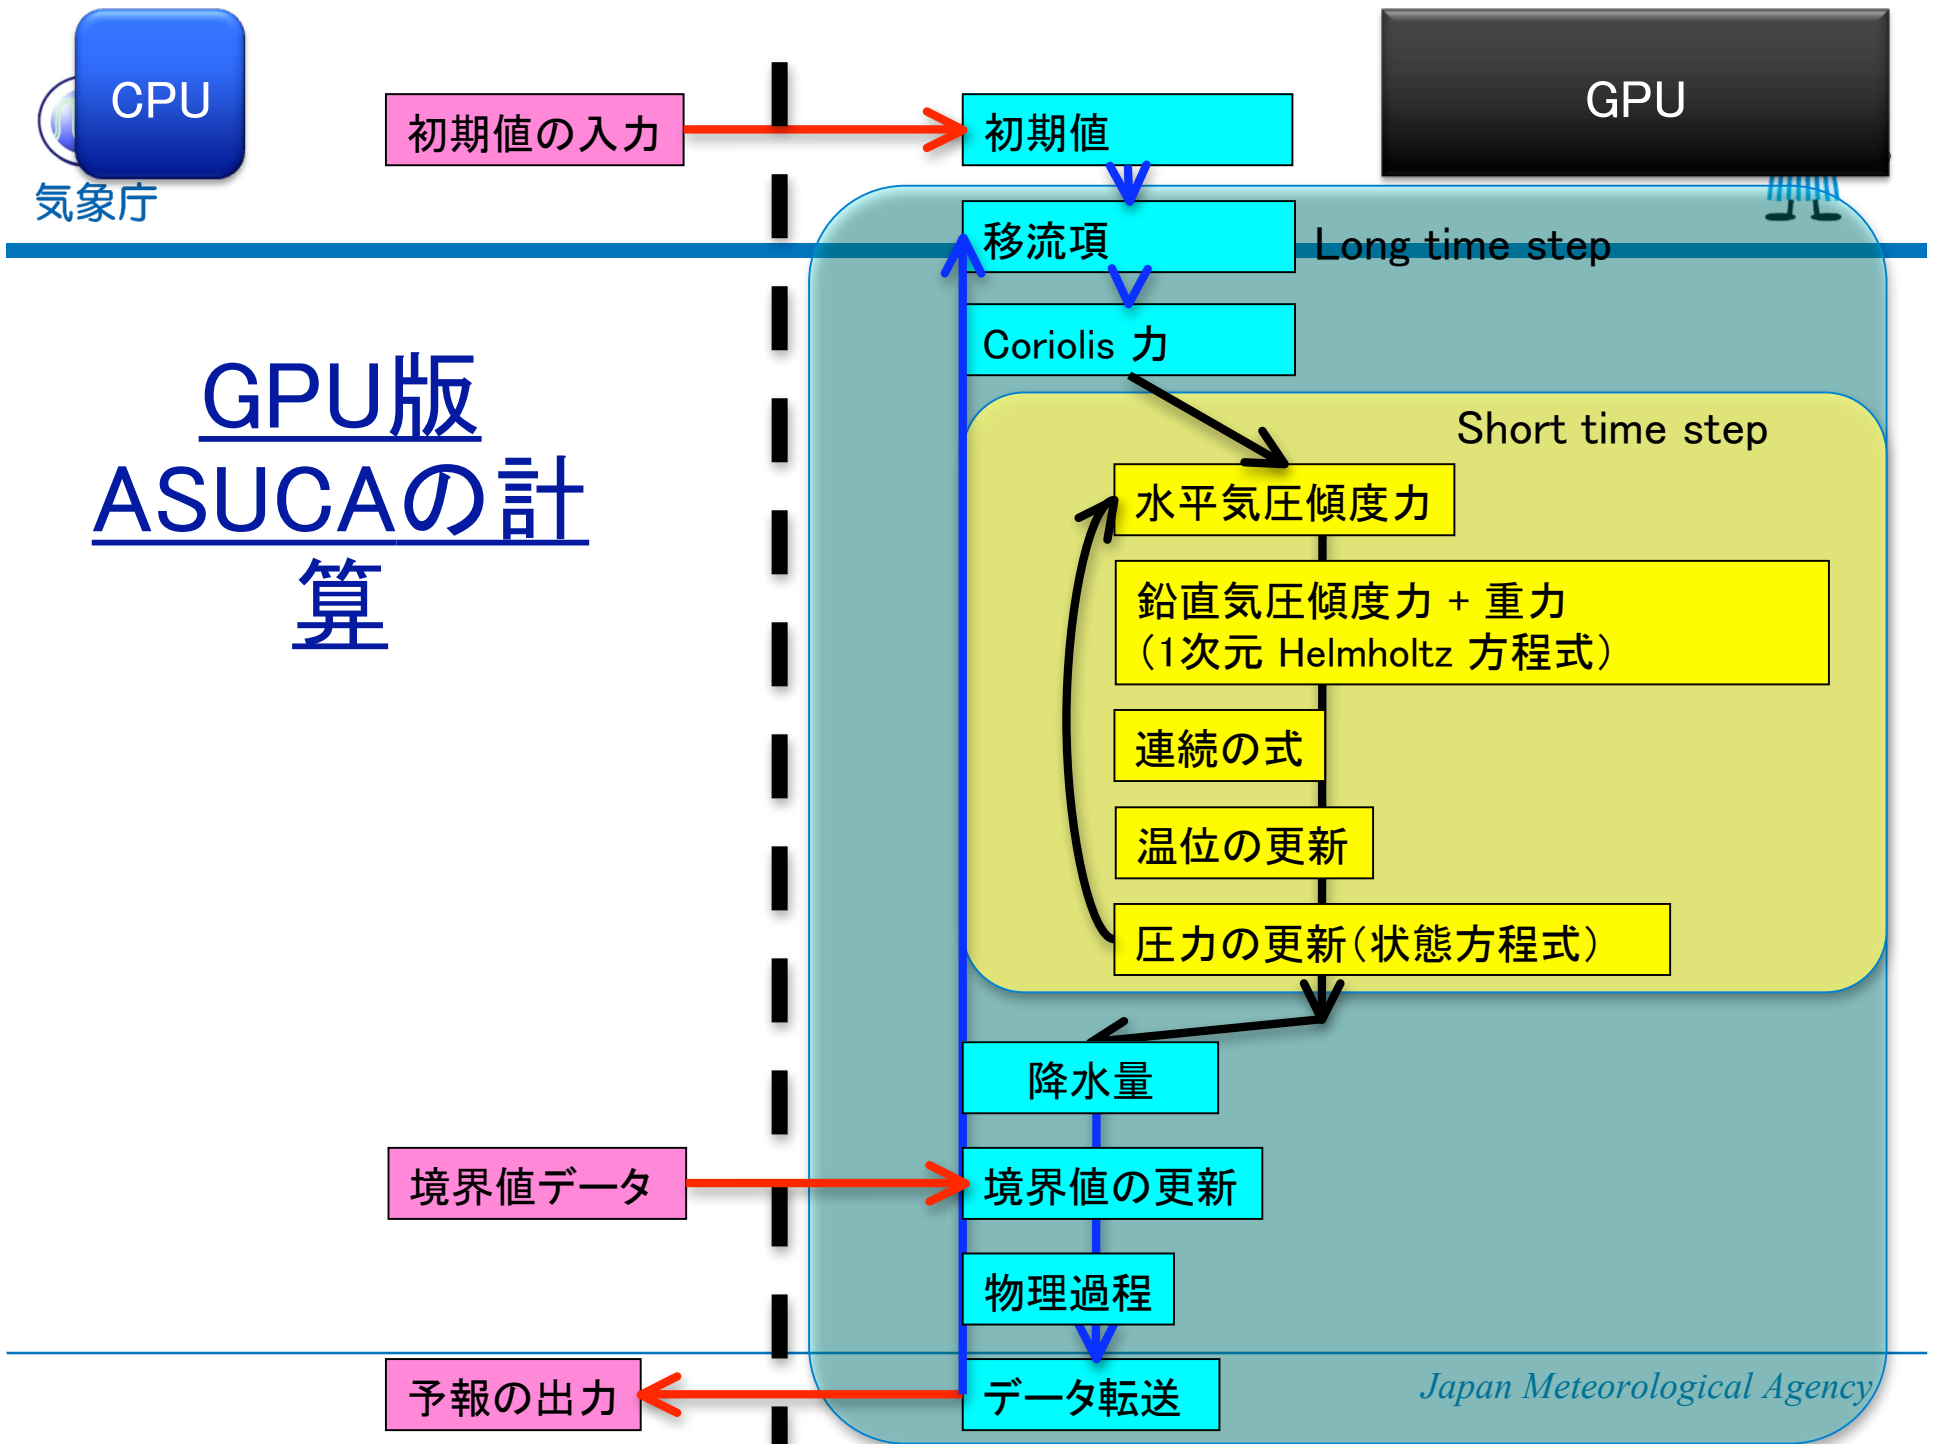 CPU
GPU
気象庁
初期値の入力
初期値
移流項
Long time step
Coriolis 力
GPU版
ASUCAの計
算
Short time step
水平気圧傾度力
鉛直気圧傾度力 + 重力
(1次元 Helmholtz 方程式)
連続の式
温位の更新
圧力の更新(状態方程式)
降水量
境界値データ
境界値の更新
物理過程
予報の出力
データ転送
Japan Meteorological Agency